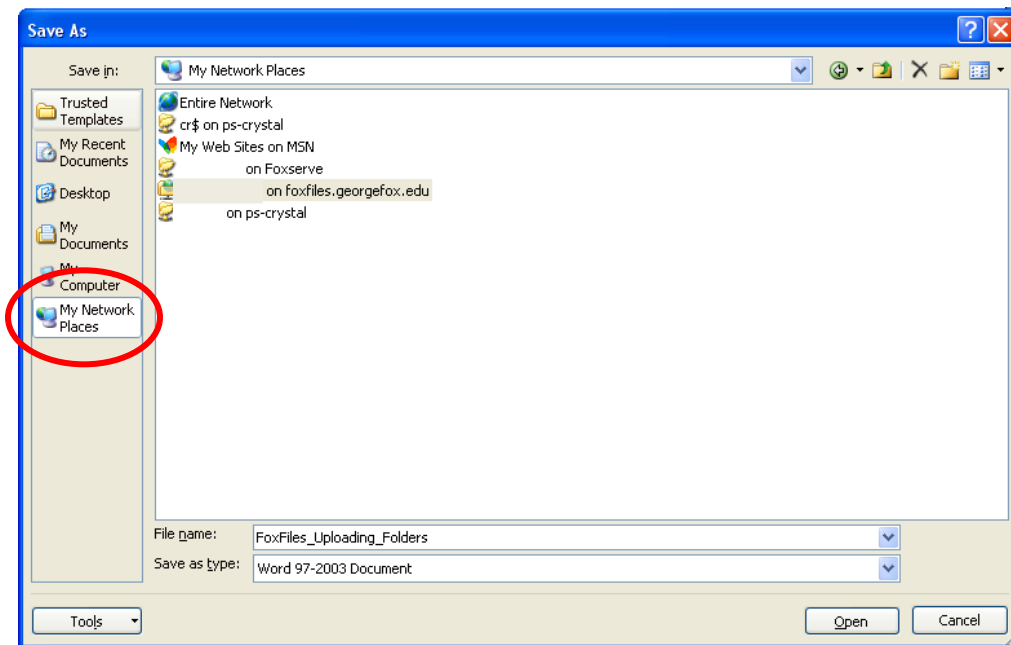 Save As
Save in:
My Network Places
Trusted
Templates
My Recent
Documents
Desktop
My
Documents
My
Computer
My Network
Places
Entire Network
cr$ on ps-crystal
My Web Sites on MSN
on Foxserve
on foxfiles.georgefox.edu
on ps-crystal
File name:
FoxFiles_Uploading_Folders
Save as type:
Word 97-2003 Document
Tools
Open
Cancel